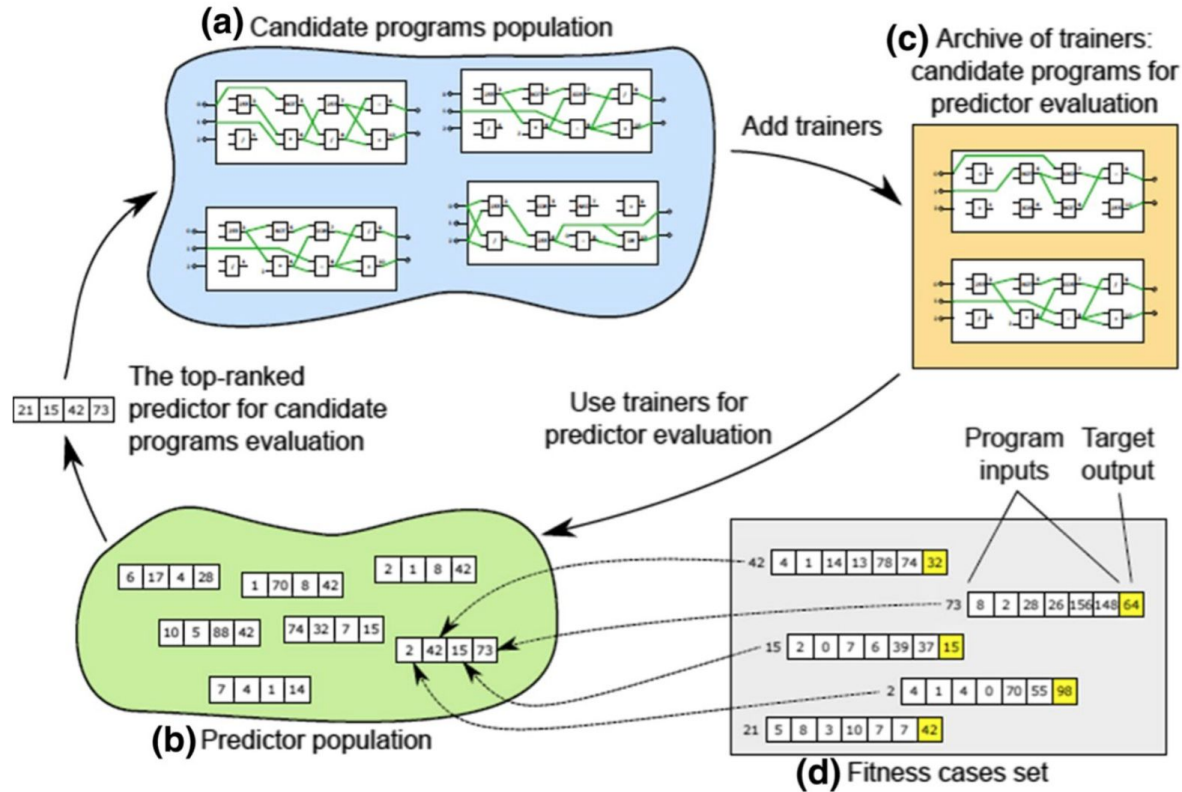 (a) Candidate programs population
(c) Archive of trainers:
candidate programs for
predictor evaluation
Add trainers
The top-ranked
predictor for candidate
programs evaluation
21 15 42 73
Use trainers for
predictor evaluation
Program inputs
Target output
6 17 4 28
1 70 8 42
2 1 8 42
10 5 88 42
74 32 7 15
2 42 15 73
7 4 1 14
(b) Predictor population
42 4 1 14 13 78 74 32
73 8 2 28 26 156 148 64
15 2 0 7 6 39 37 15
2 4 1 4 0 70 55 98
21 5 8 3 10 7 7 42
(d) Fitness cases set